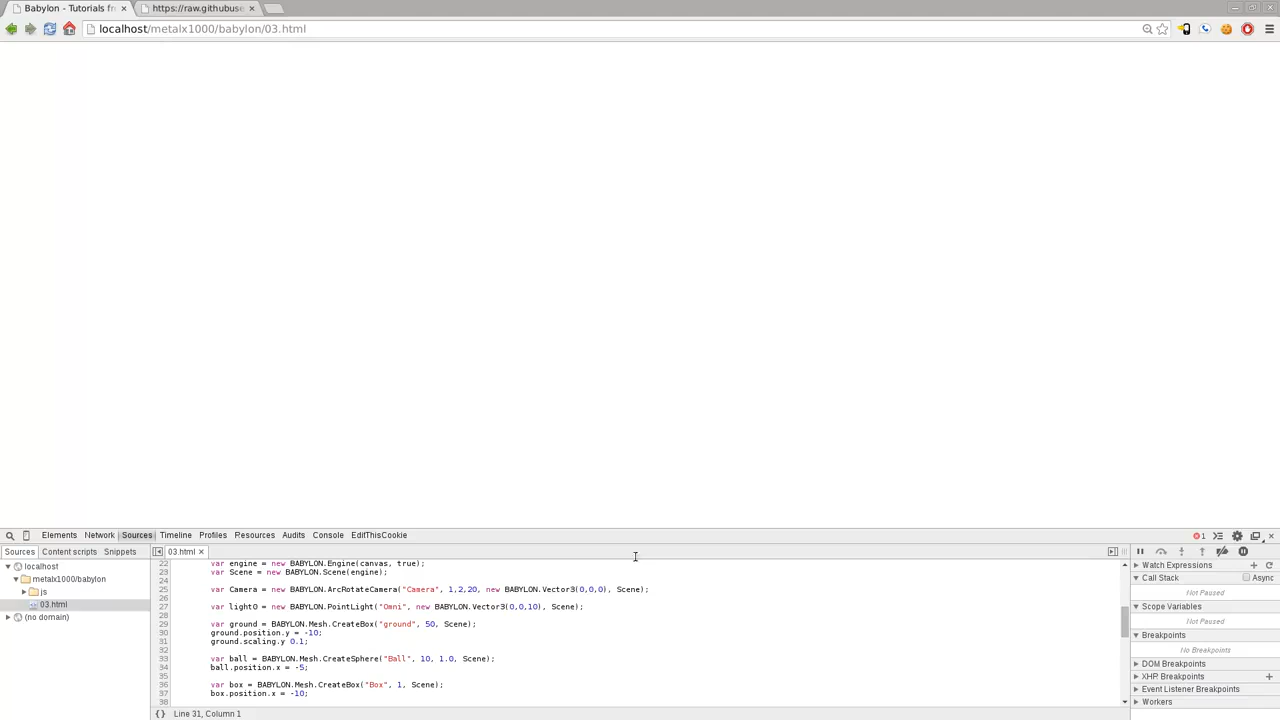 Babylon - Tutorials fr
https://raw.githubuse
localhost/metalx1000/babylon/03.html
Elements Network Sources Timeline Profiles Resources Audits Console EditThisCookie
1
Sources Content scripts Snippets
03.html
localhost
metalx1000/babylon
js
03.html
(no domain)
22 var engine = new BABYLON.Engine(canvas, true);
23 var Scene = new BABYLON.Scene(engine);
24
25 var Camera = new BABYLON.ArcRotateCamera("Camera", 1,2,20, new BABYLON.Vector3(0,0,0), Scene);
26
27 var light0 = new BABYLON.PointLight("Omni", new BABYLON.Vector3(0,0,10), Scene);
28
29 var ground = BABYLON.Mesh.CreateBox("ground", 50, Scene);
30 ground.position.y = -10;
31 ground.scaling.y 0.1;
32
33 var ball = BABYLON.Mesh.CreateSphere("Ball", 10, 1.0, Scene);
34 ball.position.x = -5;
35
36 var box = BABYLON.Mesh.CreateBox("Box", 1, Scene);
37 box.position.x = -10;
38
{} Line 31, Column 1
Watch Expressions
Call Stack Async
Not Paused
Scope Variables
Not Paused
Breakpoints
No Breakpoints
DOM Breakpoints
XHR Breakpoints
Event Listener Breakpoints
Workers